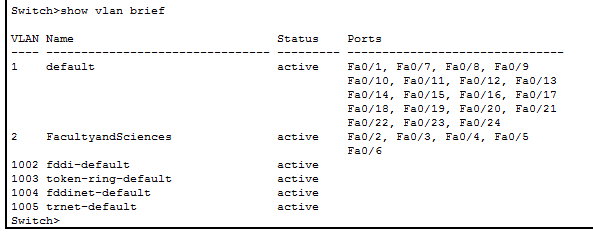 Switch>show vlan brief
VLAN Name                             Status    Ports
---- -------------------------------- --------- -------------------------------
1    default                          active    Fa0/1, Fa0/7, Fa0/8, Fa0/9
                                                Fa0/10, Fa0/11, Fa0/12, Fa0/13
                                                Fa0/14, Fa0/15, Fa0/16, Fa0/17
                                                Fa0/18, Fa0/19, Fa0/20, Fa0/21
                                                Fa0/22, Fa0/23, Fa0/24
2    FacultyandSciences               active    Fa0/2, Fa0/3, Fa0/4, Fa0/5
                                                Fa0/6
1002 fddi-default                     active
1003 token-ring-default               active
1004 fddinet-default                  active
1005 trnet-default                    active
Switch>